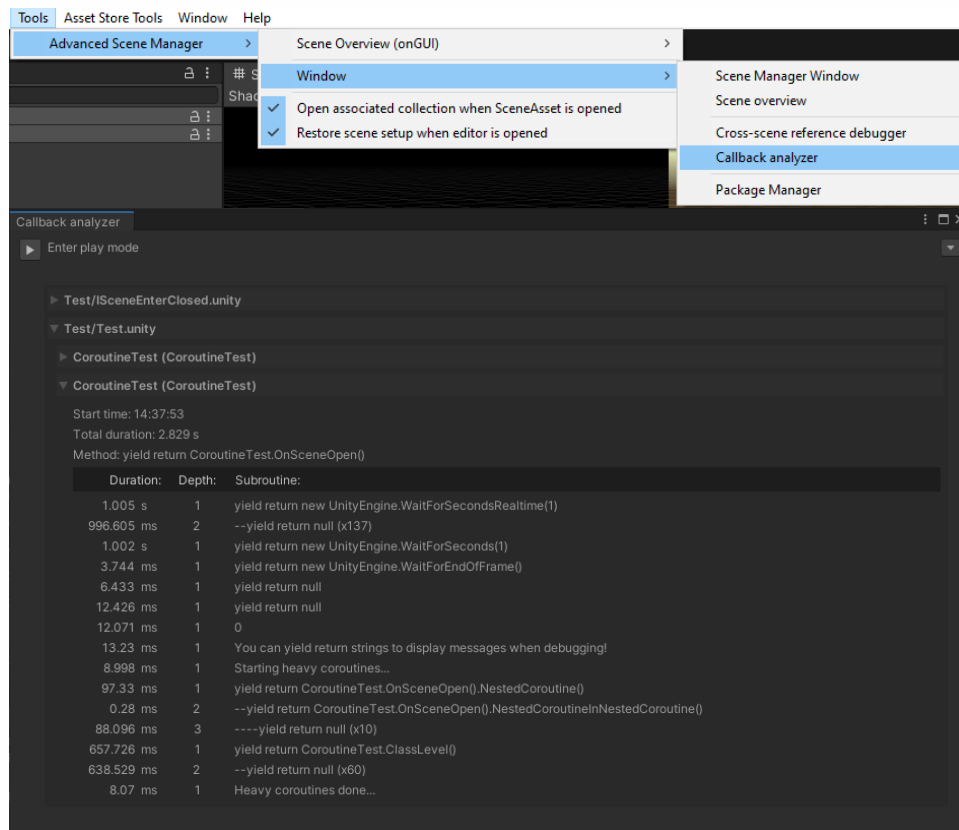 Tools Asset Store Tools Window Help
Advanced Scene Manager
Scene Overview (onGUI)
Window
Open associated collection when SceneAsset is opened
Restore scene setup when editor is opened
Scene Manager Window
Scene overview
Cross-scene reference debugger
Callback analyzer
Package Manager
Callback analyzer
Enter play mode
Test/ISceneEnterClosed.unity
Test/Test.unity
CoroutineTest (CoroutineTest)
CoroutineTest (CoroutineTest)
Start time: 14:37:53
Total duration: 2.829 s
Method: yield return CoroutineTest.OnSceneOpen()
Duration: Depth: Subroutine:
1.005 s 1 yield return new UnityEngine.WaitForSecondsRealtime(1)
996.605 ms 2 --yield return null (x137)
1.002 s 1 yield return new UnityEngine.WaitForSeconds(1)
3.744 ms 1 yield return new UnityEngine.WaitForEndOfFrame()
6.433 ms 1 yield return null
12.426 ms 1 yield return null
12.071 ms 1 0
13.23 ms 1 You can yield return strings to display messages when debugging!
8.998 ms 1 Starting heavy coroutines...
97.33 ms 1 yield return CoroutineTest.OnSceneOpen().NestedCoroutine()
0.28 ms 2 --yield return CoroutineTest.OnSceneOpen().NestedCoroutineInNestedCoroutine()
88.096 ms 3 ----yield return null (x10)
657.726 ms 1 yield return CoroutineTest.ClassLevel()
638.529 ms 2 --yield return null (x60)
8.07 ms 1 Heavy coroutines done...